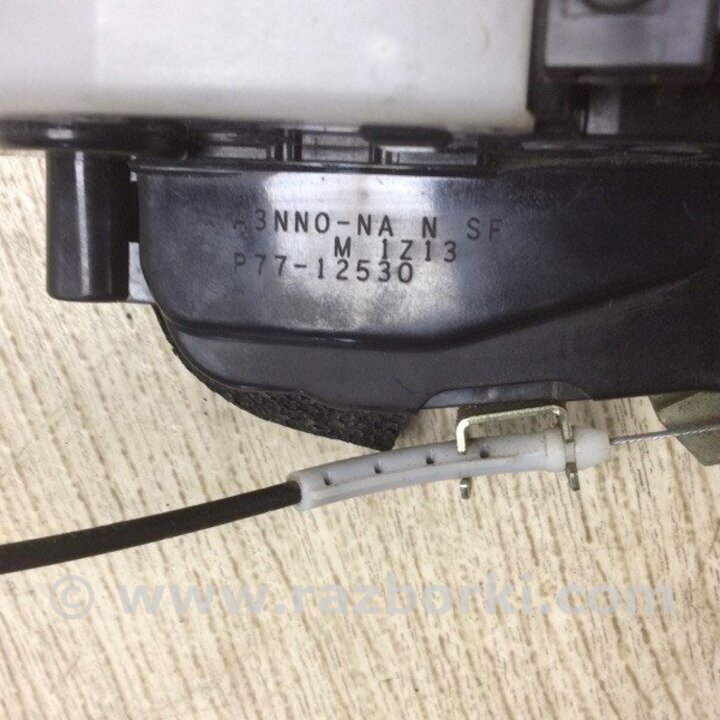 3NNO-NA N SF
M 1Z13
P77-12530
© www.razborki.com